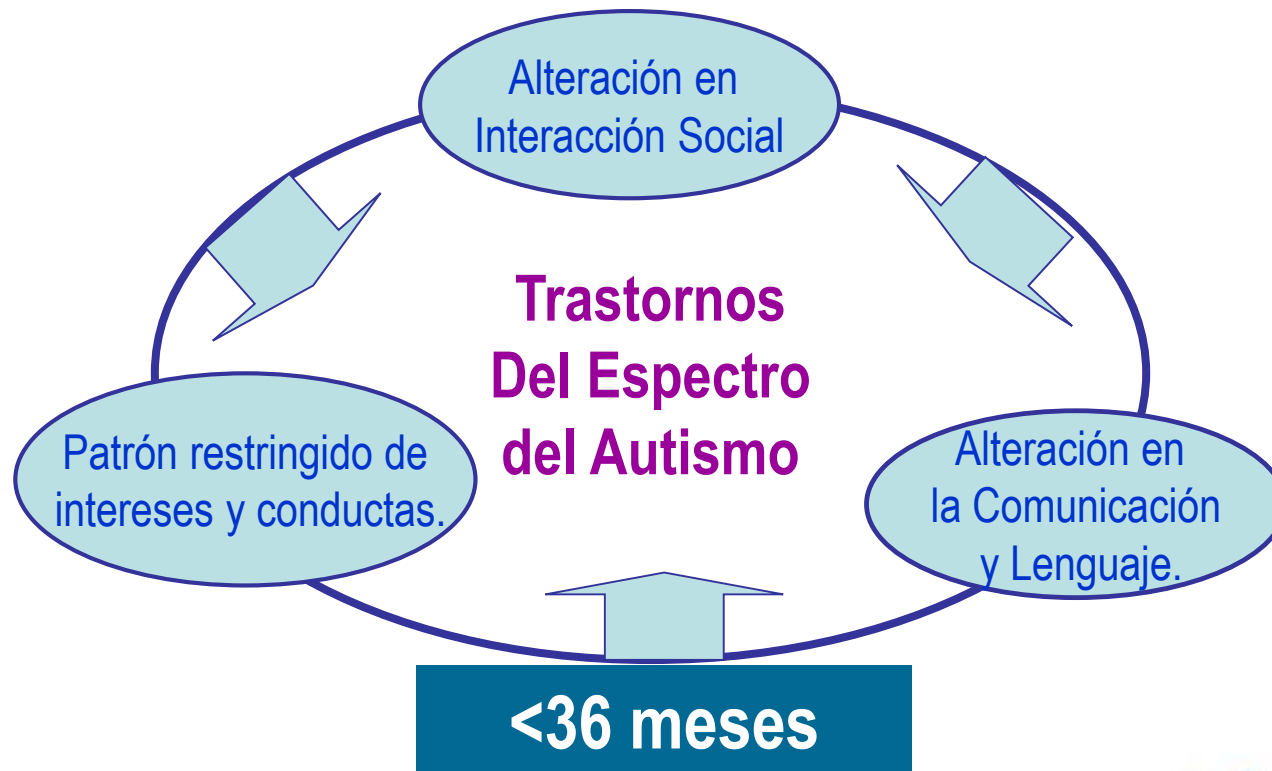 Alteración en
Interacción Social
Trastornos
Del Espectro
del Autismo
Patrón restringido de
intereses y conductas.
Alteración en
la Comunicación
y Lenguaje.
<36 meses